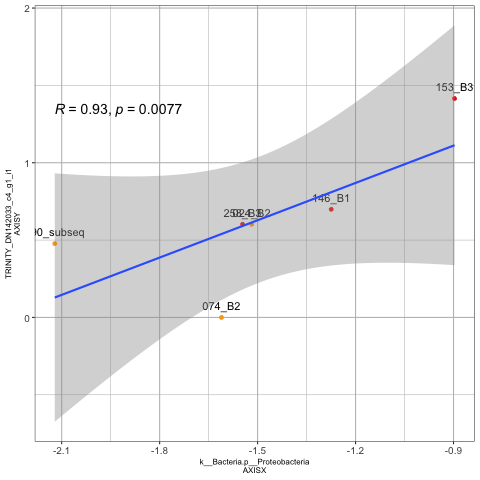 2
153_B3
R = 0.93, p = 0.0077
1
146_B1
0_subseq
074_B2
0
-2.1 -1.8 -1.5 -1.2 -0.9
k__Bacteria.p__Proteobacteria
AXISX
TRINITY_DN142033_c4_g1_i1
AXISY